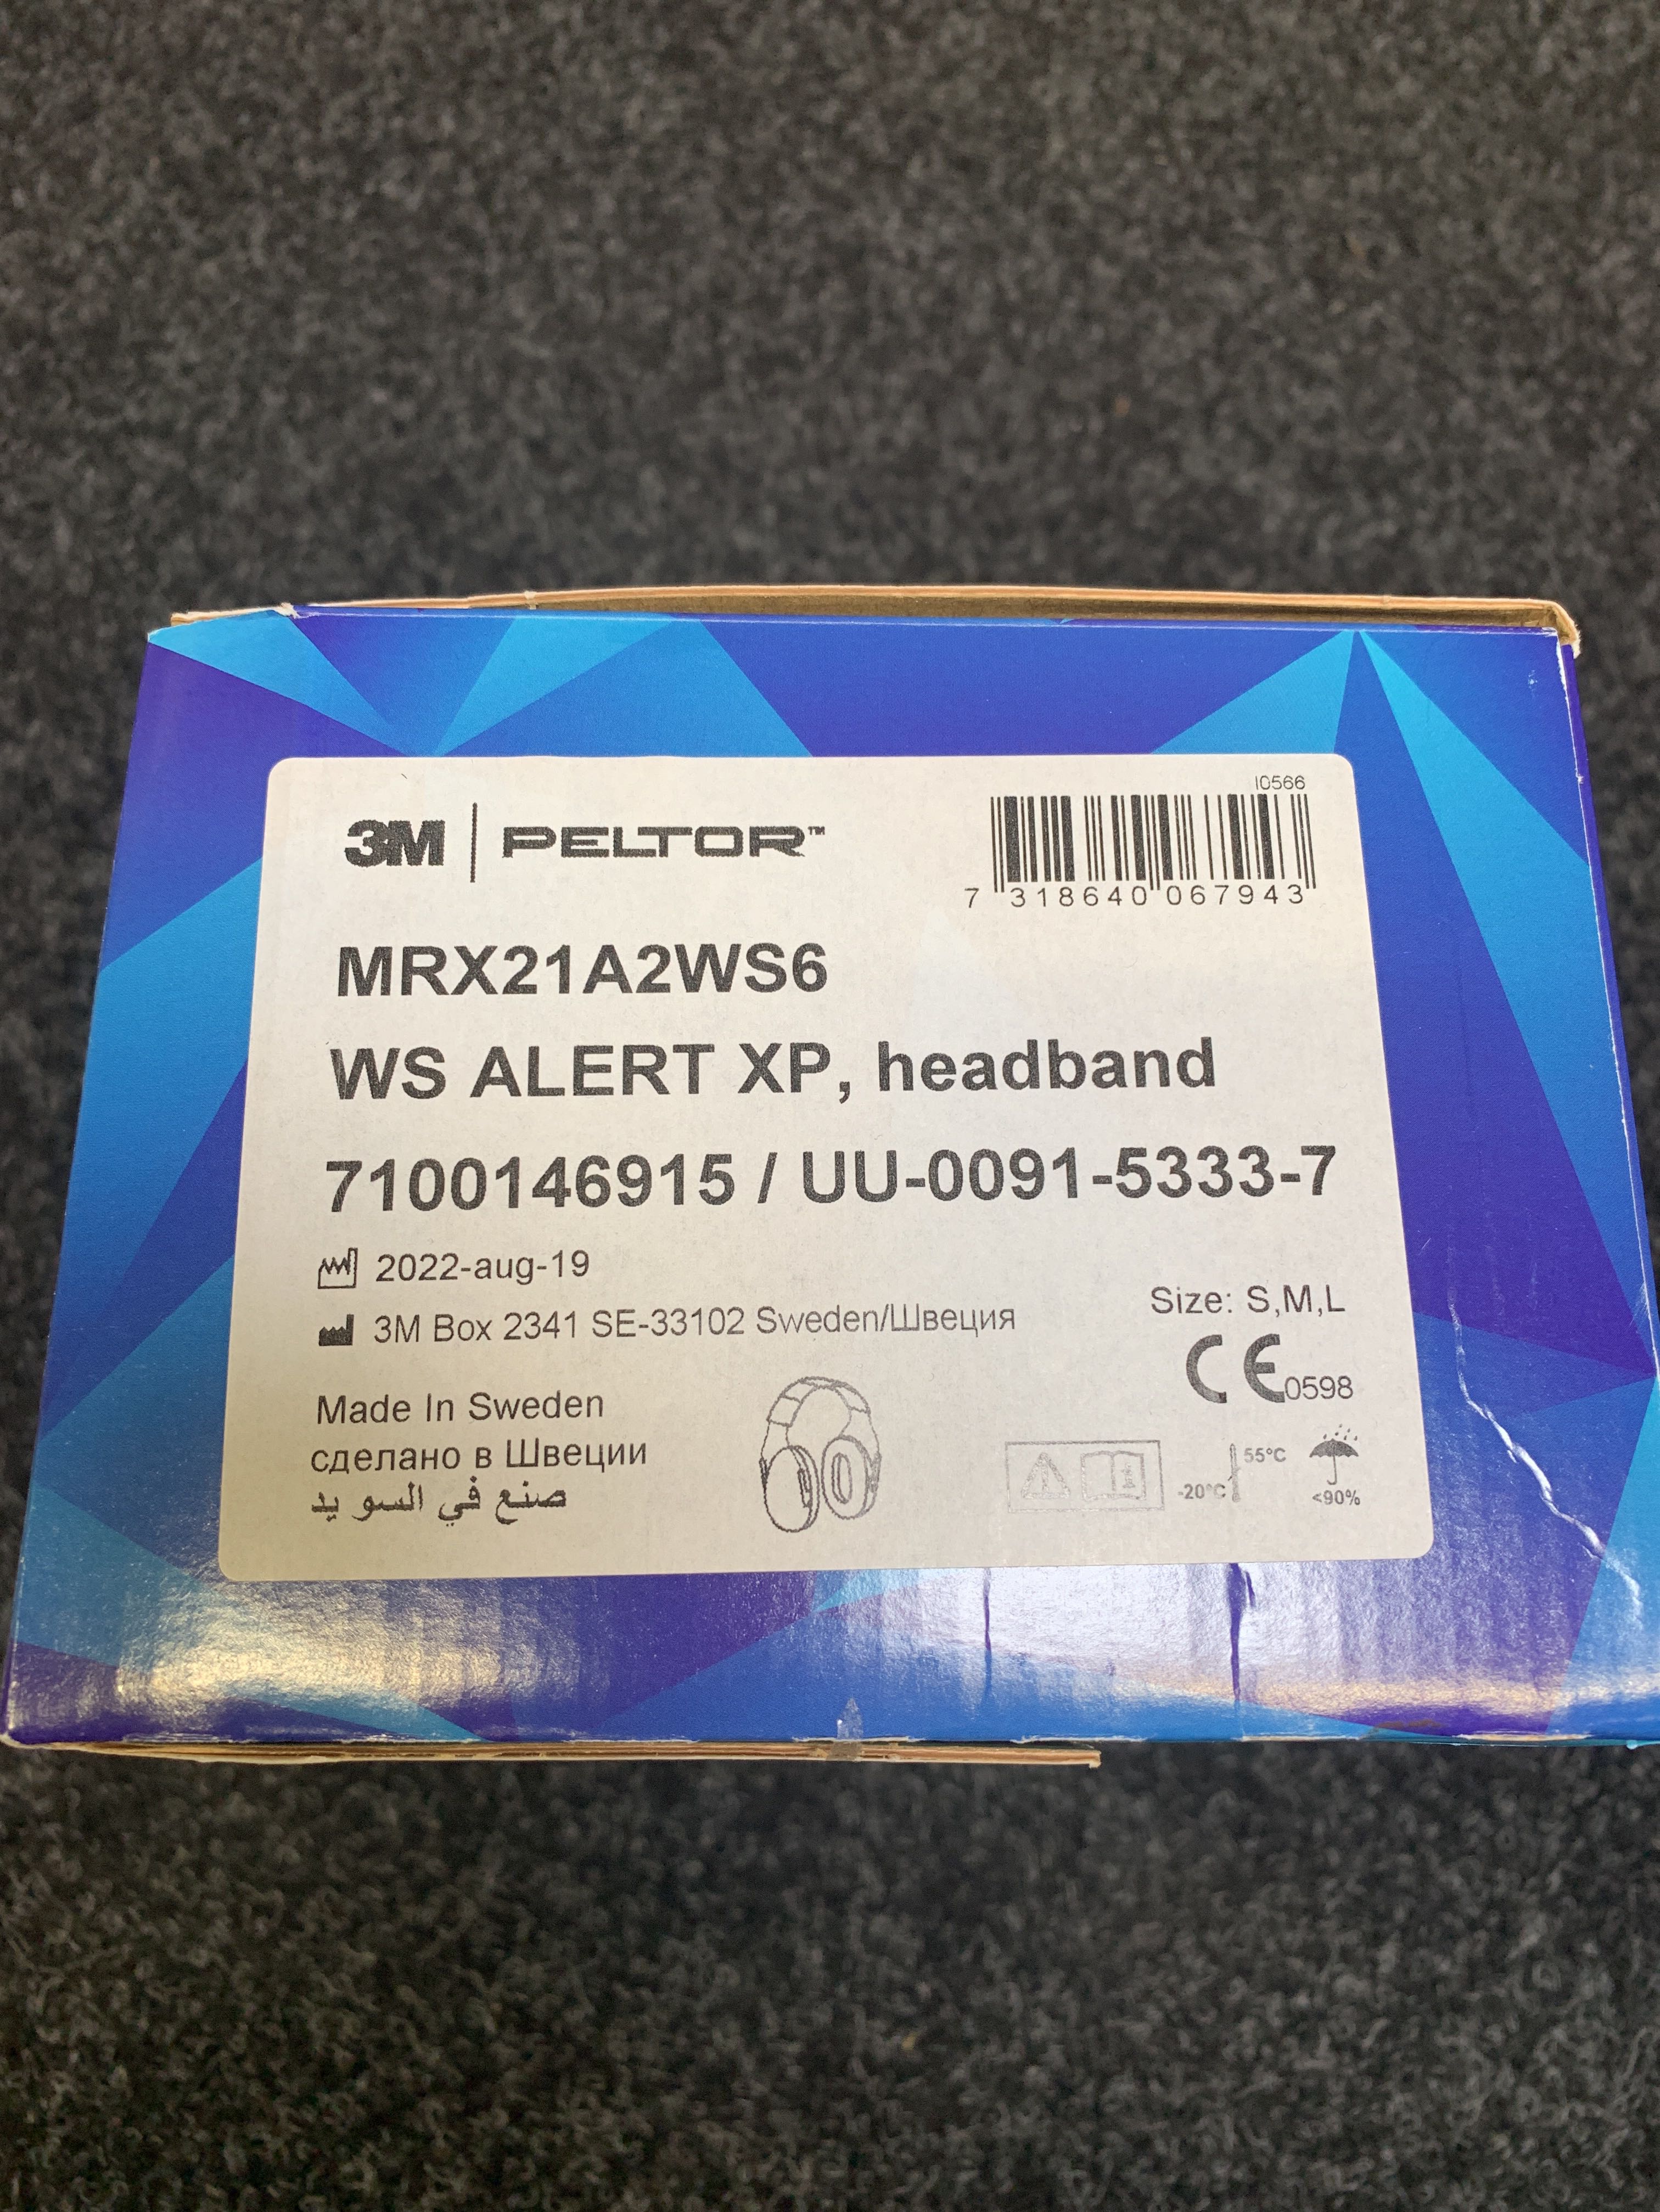 I0566
3M | PELTOR™
7 318640 067943
MRX21A2WS6
WS ALERT XP, headband
7100146915 / UU-0091-5333-7
2022-aug-19
3M Box 2341 SE-33102 Sweden/Швеция
Size: S,M,L
CE0598
Made In Sweden
сделано в Швеции
صنع في السو يد
55°C
-20°C
<90%